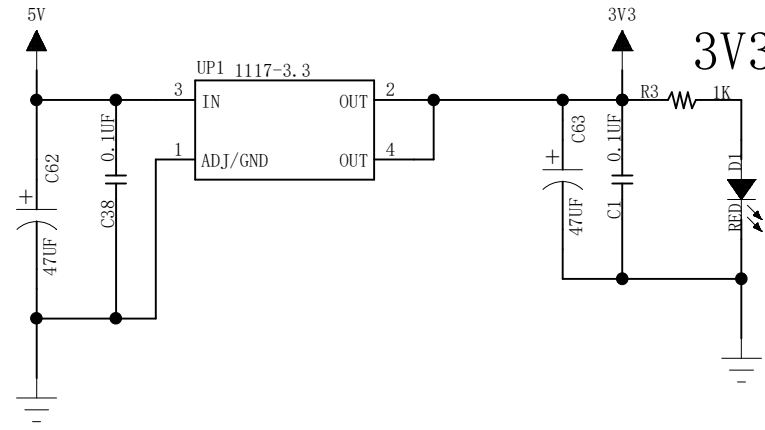 5V
3V3
3V3
UP1 1117-3.3
3 IN OUT 2
1 ADJ/GND OUT 4
0.1UF
C38
C62
47UF
C63
47UF
0.1UF
C1
R3 1K
D1
RED